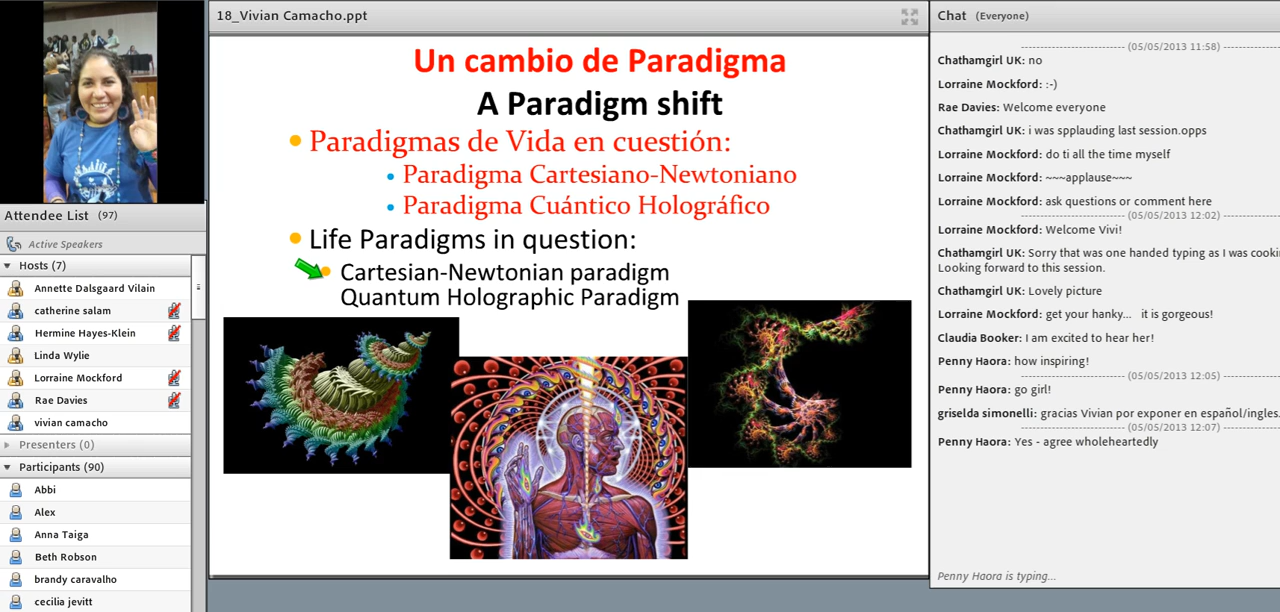 18_Vivian Camacho.ppt
Un cambio de Paradigma
A Paradigm shift
Paradigmas de Vida en cuestión:
Paradigma Cartesiano-Newtoniano
Paradigma Cuántico Holográfico
Life Paradigms in question:
Cartesian-Newtonian paradigm
Quantum Holographic Paradigm
Attendee List (97)
Active Speakers
Hosts (7)
Annette Dalsgaard Vilain
catherine salam
Hermine Hayes-Klein
Linda Wylie
Lorraine Mockford
Rae Davies
vivian camacho
Presenters (0)
Participants (90)
Abbi
Alex
Anna Taiga
Beth Robson
brandy caravalho
cecilia jevitt
Chat (Everyone)
(05/05/2013 11:58)
Chathamgirl UK: no
Lorraine Mockford: :-)
Rae Davies: Welcome everyone
Chathamgirl UK: i was spplauding last session.opps
Lorraine Mockford: do ti all the time myself
Lorraine Mockford: ~~~applause~~~
Lorraine Mockford: ask questions or comment here
(05/05/2013 12:02)
Lorraine Mockford: Welcome Vivi!
Chathamgirl UK: Sorry that was one handed typing as I was cooki
Looking forward to this session.
Chathamgirl UK: Lovely picture
Lorraine Mockford: get your hanky... it is gorgeous!
Claudia Booker: I am excited to hear her!
Penny Haora: how inspiring!
(05/05/2013 12:05)
Penny Haora: go girl!
griselda simonelli: gracias Vivian por exponer en español/ingles.
(05/05/2013 12:07)
Penny Haora: Yes - agree wholeheartedly
Penny Haora is typing...